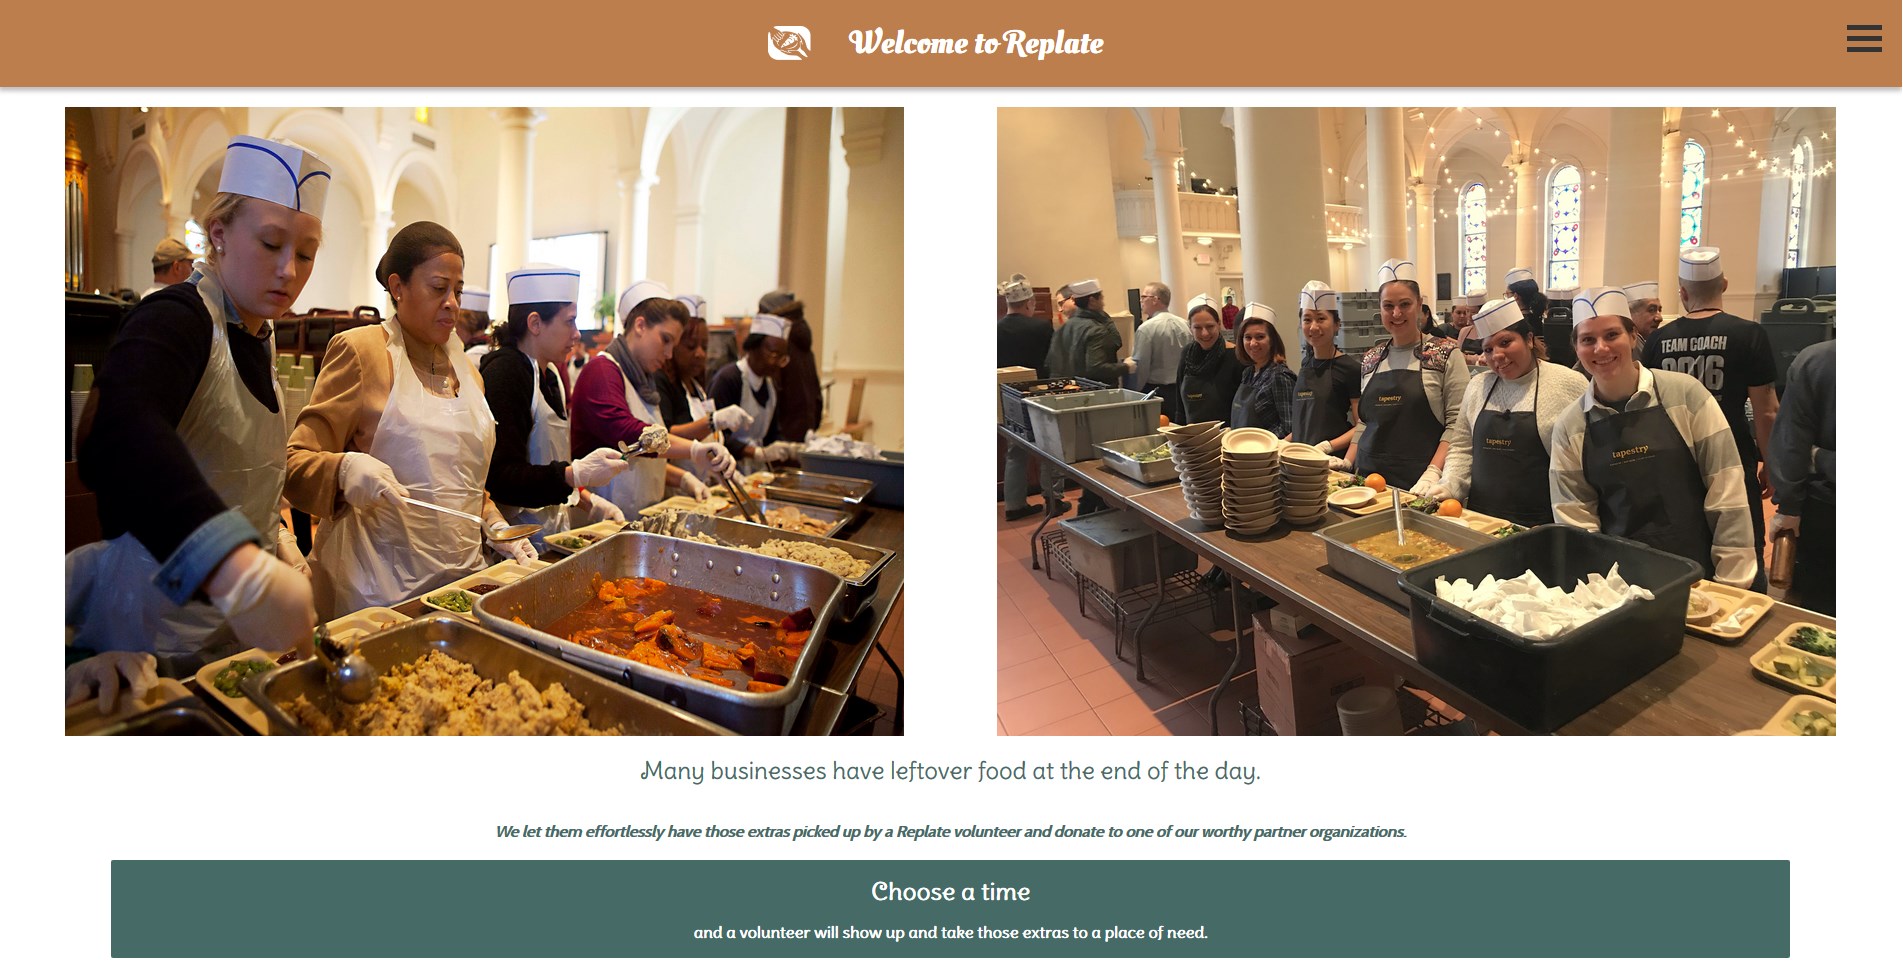 Welcome to Replate
TEAM COACH
2016
tapestry
tapestry
tapestry
Many businesses have leftover food at the end of the day.
We let them effortlessly have those extras picked up by a Replate volunteer and donate to one of our worthy partner organizations.
Choose a time
and a volunteer will show up and take those extras to a place of need.